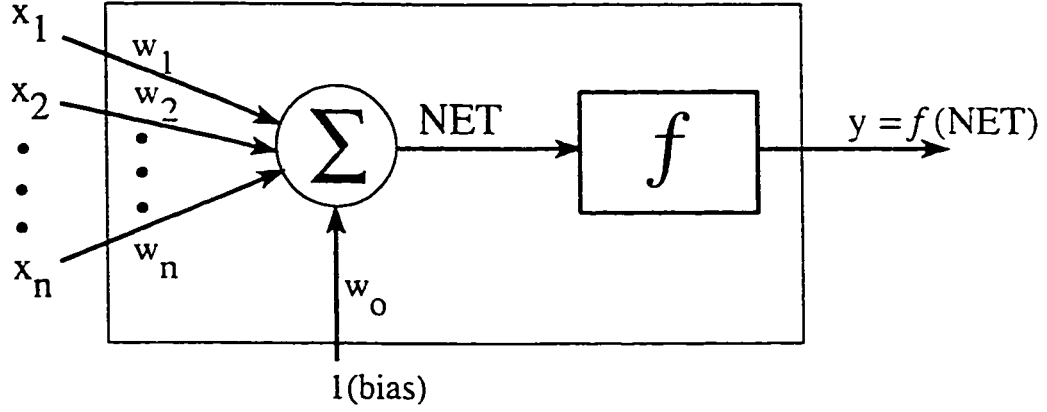 x1
w1
x2
w2
NET
f
y = f(NET)
Σ
xn
wn
wo
1(bias)